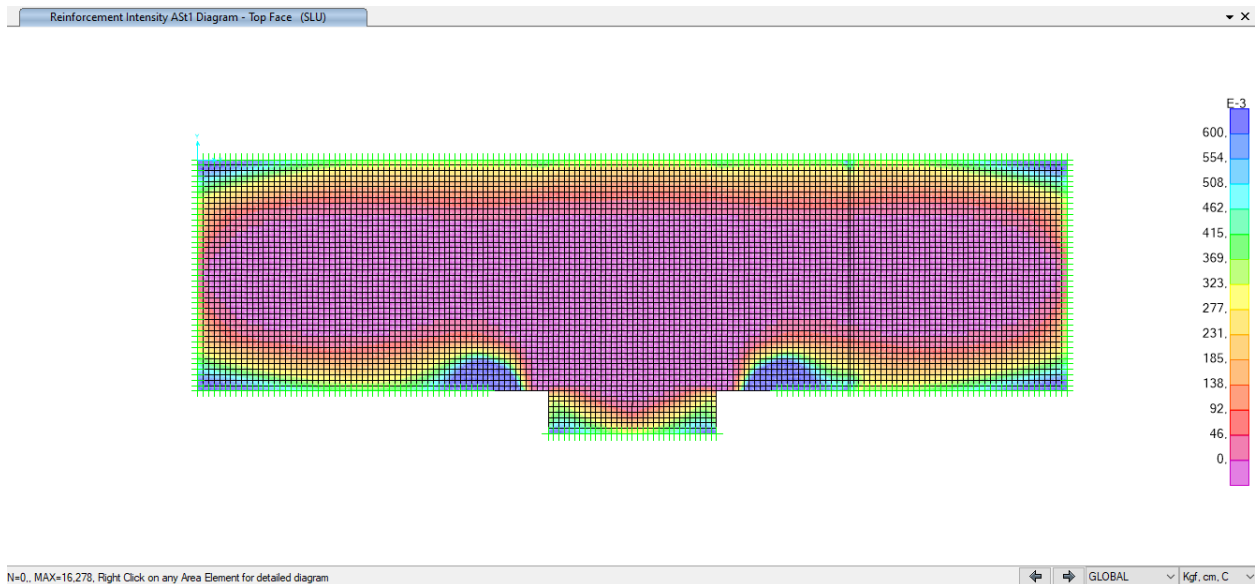 Reinforcement Intensity ASt1 Diagram - Top Face (SLU)
E-3
600,
554,
508,
462,
415,
369,
323,
277,
231,
185,
138,
92,
46,
0,
N=0,, MAX=16,278, Right Click on any Area Element for detailed diagram
GLOBAL
Kgf, cm, C